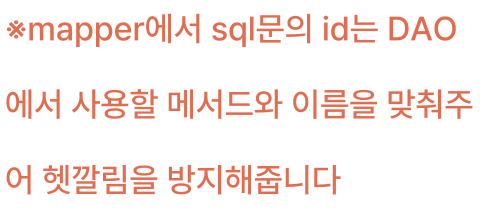 ※mapper에서 sql문의 id는 DAO
에서 사용할 메서드와 이름을 맞춰주
어 헷깔림을 방지해줍니다